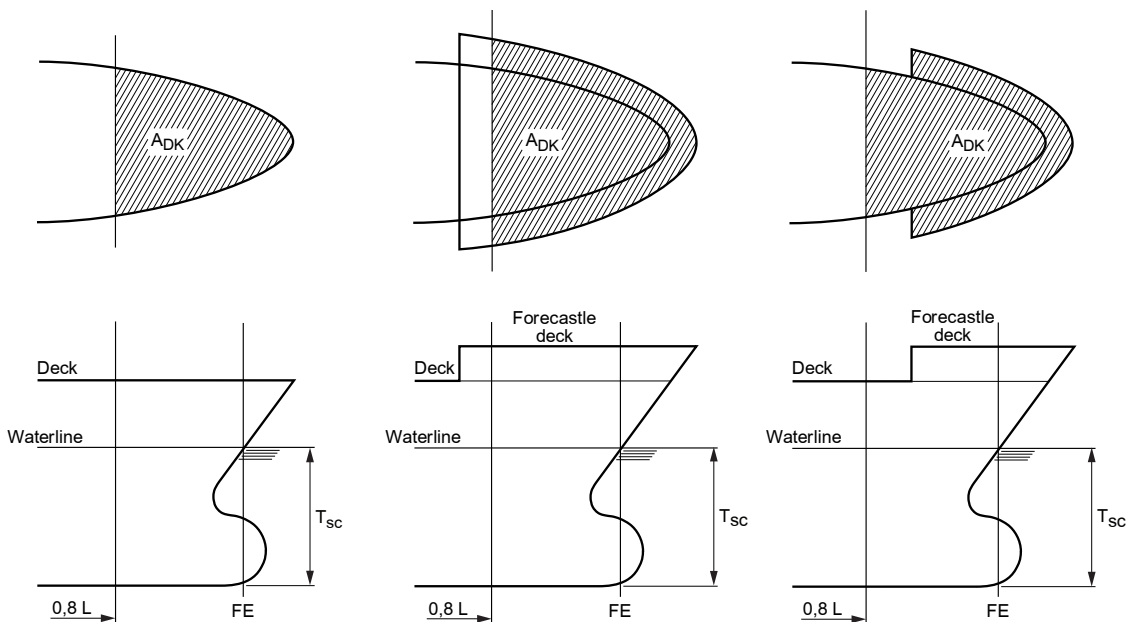 ADK
ADK
ADK
Forecastle
deck
Forecastle
deck
Deck
Deck
Deck
Waterline
Waterline
Waterline
TSC
TSC
TSC
0,8 L
FE
0,8 L
FE
0,8 L
FE